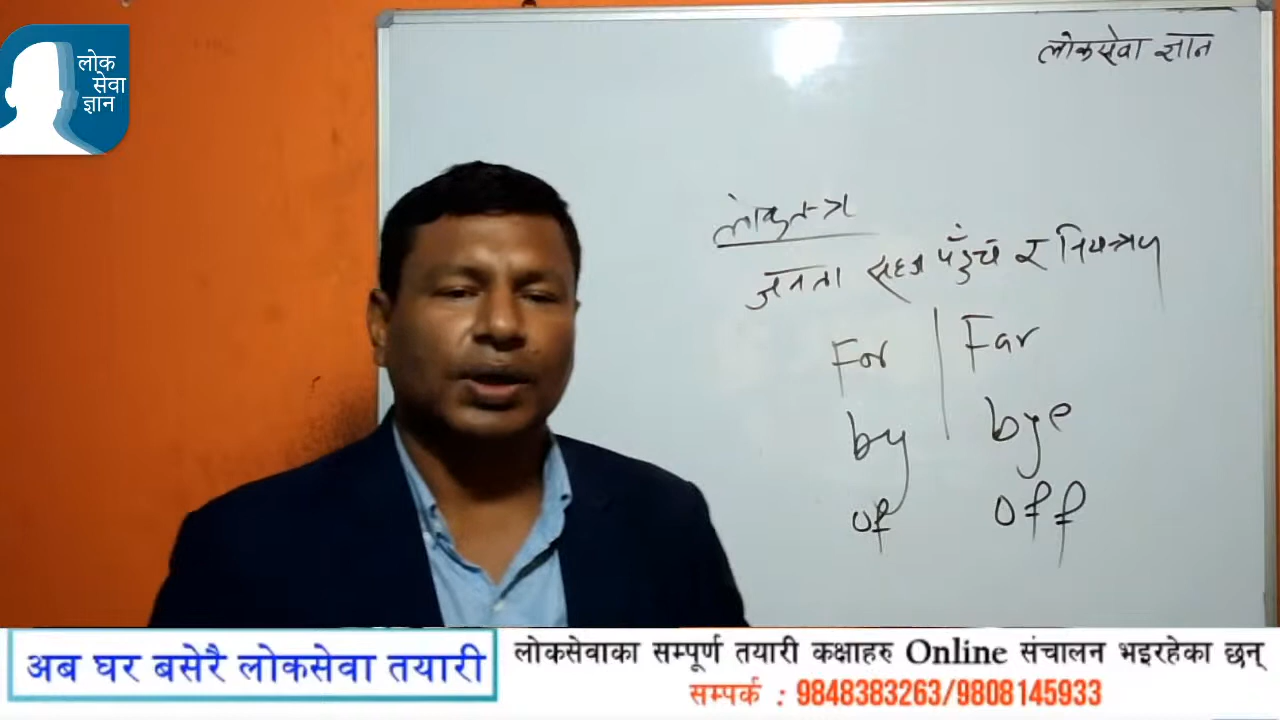 लोक
सेवा
ज्ञान
लोकसेवा ज्ञान
लोकतन्त्र
जनता सहज पहुँच र नियन्त्रण
For | Far
by bye
of off
अब घर बसेरै लोकसेवा तयारी
लोकसेवाका सम्पूर्ण तयारी कक्षाहरु Online संचालन भइरहेका छन्
सम्पर्क : 9848383263/9808145933